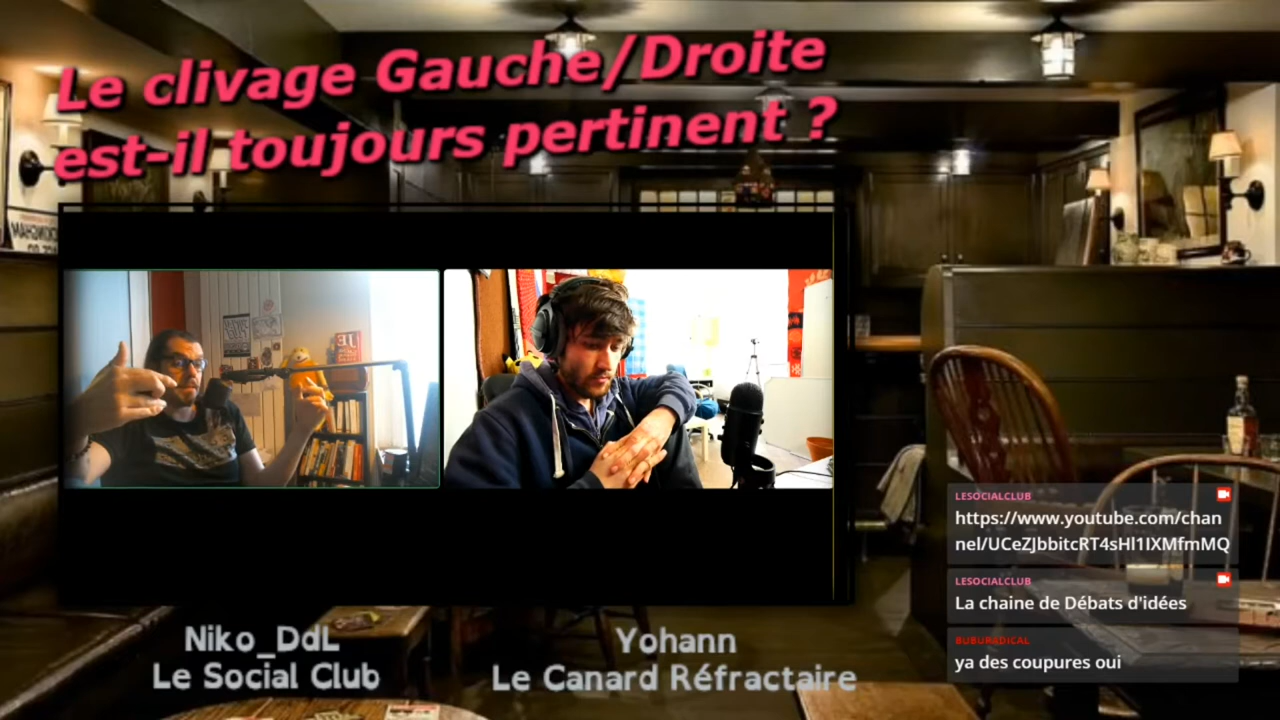 Le clivage Gauche/Droite
est-il toujours pertinent ?
Niko_DdL
Le Social Club
Yohann
Le Canard Réfractaire
LESOCIALCLUB
https://www.youtube.com/chan
nel/UCeZJbbitcRT4sHl1IXMfmMQ
LESOCIALCLUB
La chaine de Débats d'idées
BUBURADICAL
ya des coupures oui